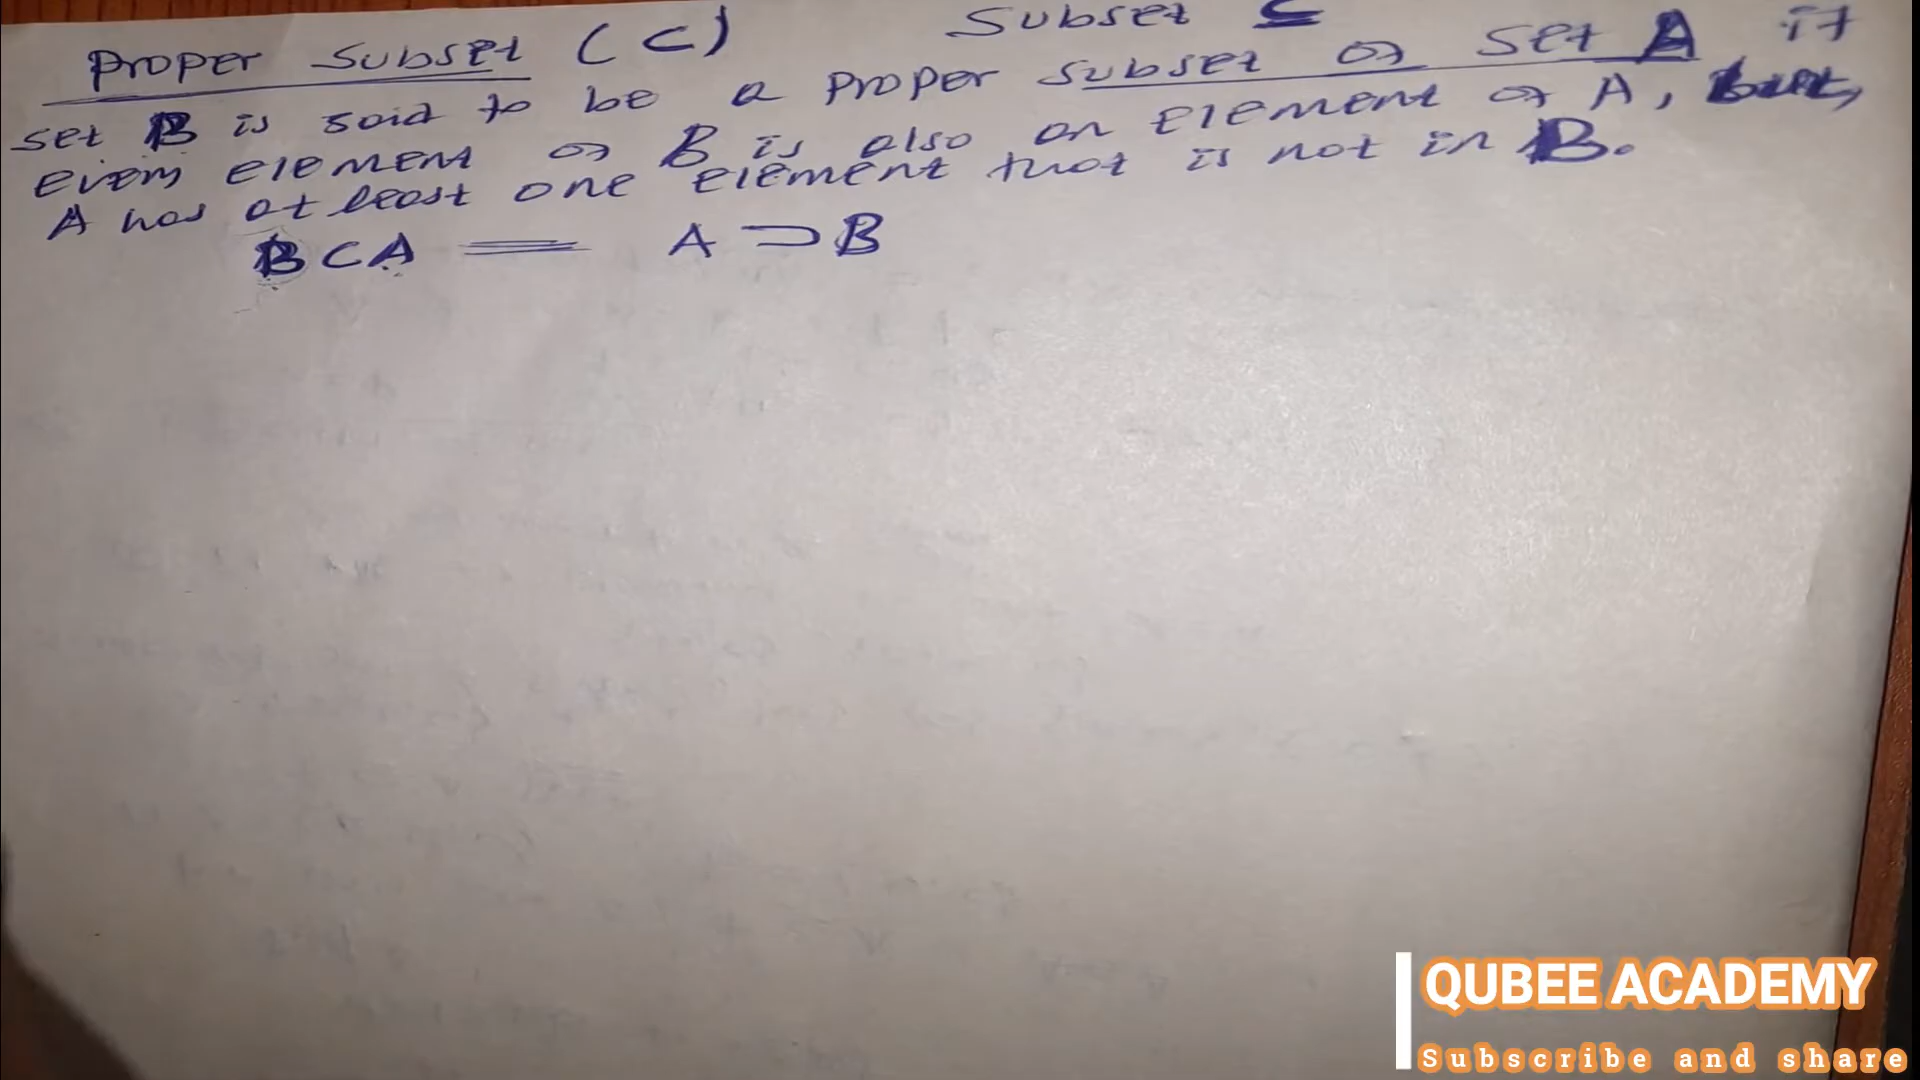 Proper Subset (⊂) Subset ⊆
Set B is said to be a proper subset of set A if
every element of B is also an element of A, but,
A has at least one element that is not in B.
B⊂A = A⊃B
QUBEE ACADEMY
Subscribe and share